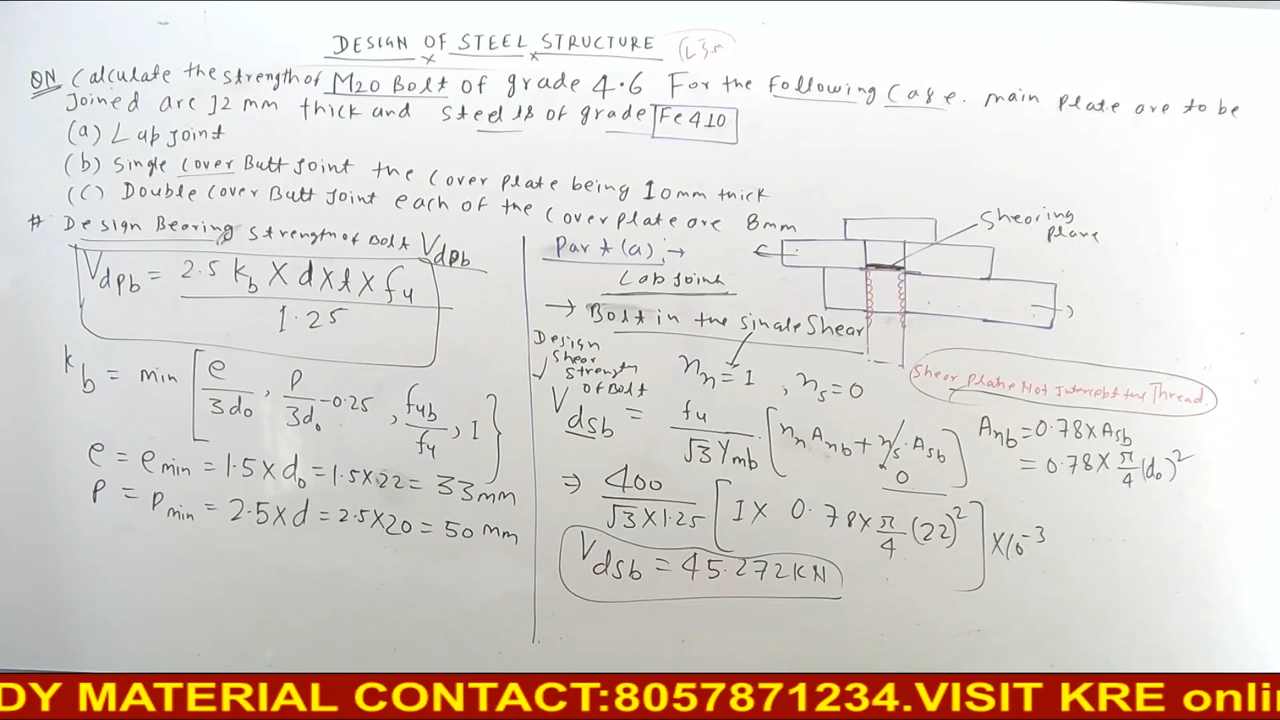 DESIGN OF STEEL STRUCTURE
QN Calculate the strength of M20 Bolt of grade 4.6 For the Following Case. main plate are to be
Joined are 12 mm thick and steel is of grade Fe 410
(a) Lap joint
(b) Single cover Butt Joint the cover plate being 10mm thick
(C) Double cover Butt Joint each of the cover plate are 8mm
# Design Bearing strength of Bolt Vdpb
Vdpb = 2.5 kb X d X t X fu
1.25
kb = min [ e/3do , p/3do - 0.25 , fub/fu , 1 }
e = emin = 1.5 X do = 1.5 X 22 = 33 mm
P = Pmin = 2.5 X d = 2.5 X 20 = 50 mm
Part (a) :→
Lab Joint
→ Bolt in the single Shear
Shearing
plane
Design
Shear
strength
of Bolt
nn = 1 , ns = 0
Shear plane Not Intercept the Thread.
Vdsb = fu/√3 γmb . [ nn Anb + ns . Asb ]
0
Anb = 0.78 X Asb
= 0.78 X π/4 (do)²
⇒ 400/√3 X 1.25 [ 1 X 0.78 X π/4 (22)² ] X 10-3
Vdsb = 45.272 KN
DY MATERIAL CONTACT:8057871234.VISIT KRE onli